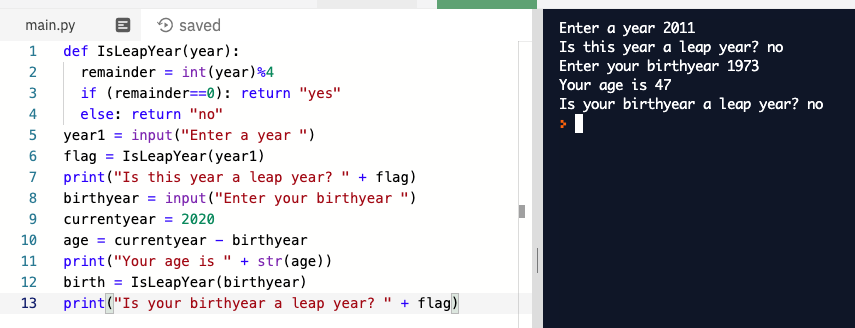 main.py
saved
1 def IsLeapYear(year):
2 remainder = int(year)%4
3 if (remainder==0): return "yes"
4 else: return "no"
5 year1 = input("Enter a year ")
6 flag = IsLeapYear(year1)
7 print("Is this year a leap year? " + flag)
8 birthyear = input("Enter your birthyear ")
9 currentyear = 2020
10 age = currentyear - birthyear
11 print("Your age is " + str(age))
12 birth = IsLeapYear(birthyear)
13 print("Is your birthyear a leap year? " + flag)
Enter a year 2011
Is this year a leap year? no
Enter your birthyear 1973
Your age is 47
Is your birthyear a leap year? no
>